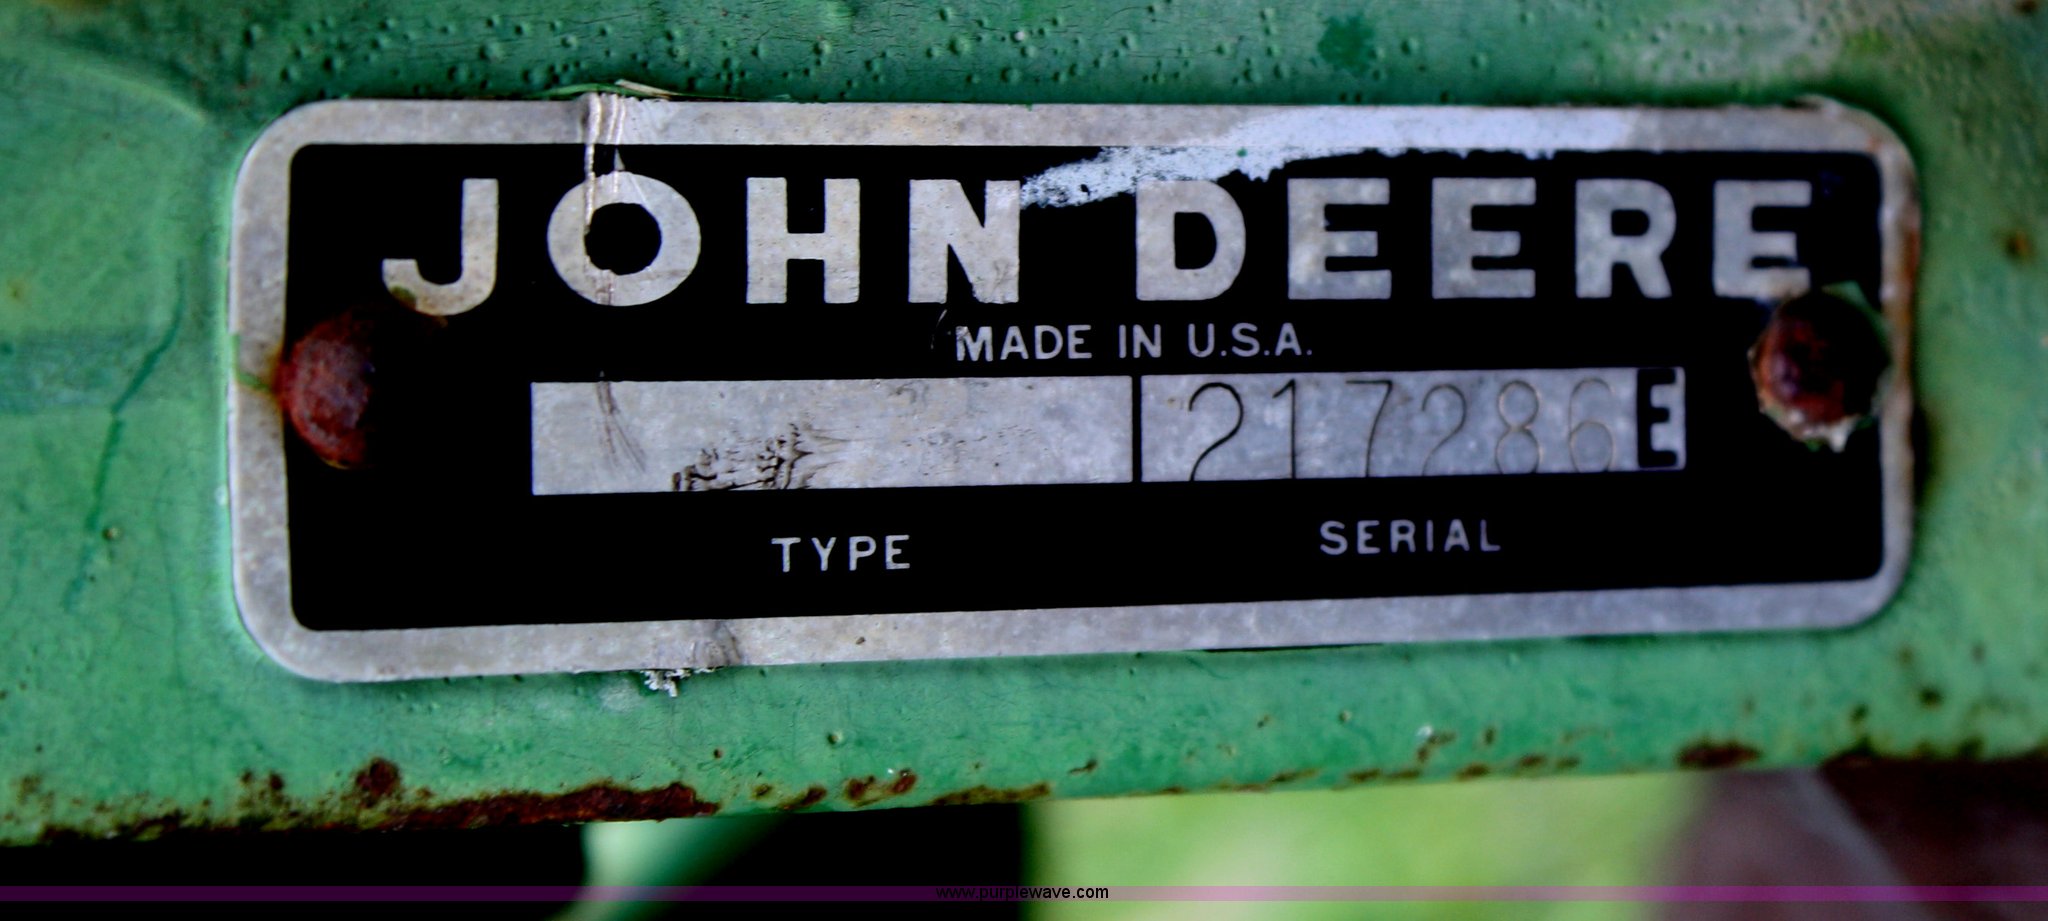 JOHN DEERE
MADE IN U.S.A.
217286E
TYPE SERIAL
www.purplewave.com